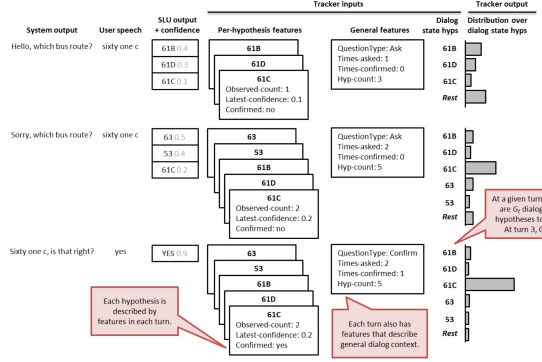 Tracker inputs
Tracker output
System output
User speech
SLU output + confidence
Per-hypothesis features
General features
Dialog state hyps
Distribution over dialog state hyps
Hello, which bus route?
sixty one c
61B 0.4
61D 0.3
61C 0.1
61B
61D
61C
Observed-count: 1
Latest-confidence: 0.1
Confirmed: no
QuestionType: Ask
Times-asked: 1
Times-confirmed: 0
Hyp-count: 3
61B
61D
61C
Rest
Sorry, which bus route?
sixty one c
63 0.5
53 0.4
61C 0.2
63
53
61B
61D
61C
Observed-count: 2
Latest-confidence: 0.2
Confirmed: no
QuestionType: Ask
Times-asked: 2
Times-confirmed: 0
Hyp-count: 5
61B
61D
61C
63
53
Rest
At a given turn
are Gt dialog
hypotheses to
At turn 3, G
Sixty one c, is that right?
yes
YES 0.9
63
53
61B
61D
61C
Observed-count: 2
Latest-confidence: 0.2
Confirmed: yes
QuestionType: Confirm
Times-asked: 2
Times-confirmed: 1
Hyp-count: 5
61B
61D
61C
63
53
Rest
Each hypothesis is
described by
features in each turn.
Each turn also has
features that describe
general dialog context.